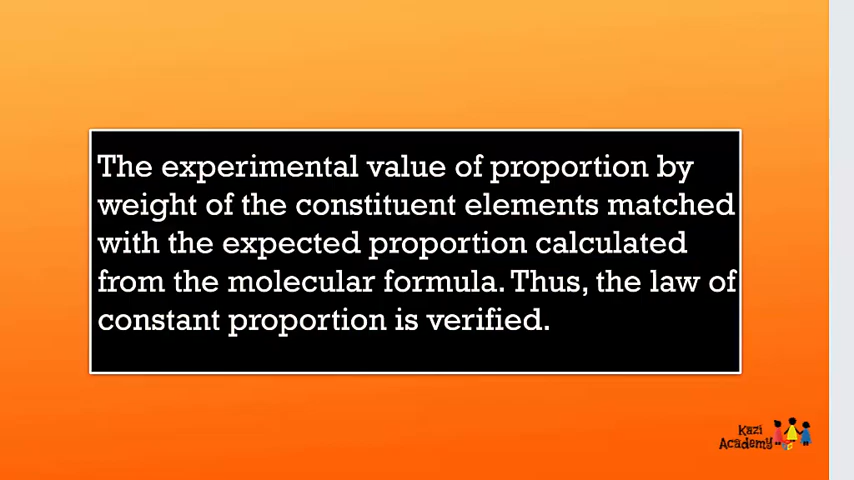 The experimental value of proportion by
weight of the constituent elements matched
with the expected proportion calculated
from the molecular formula. Thus, the law of
constant proportion is verified.
Kazi
Academy